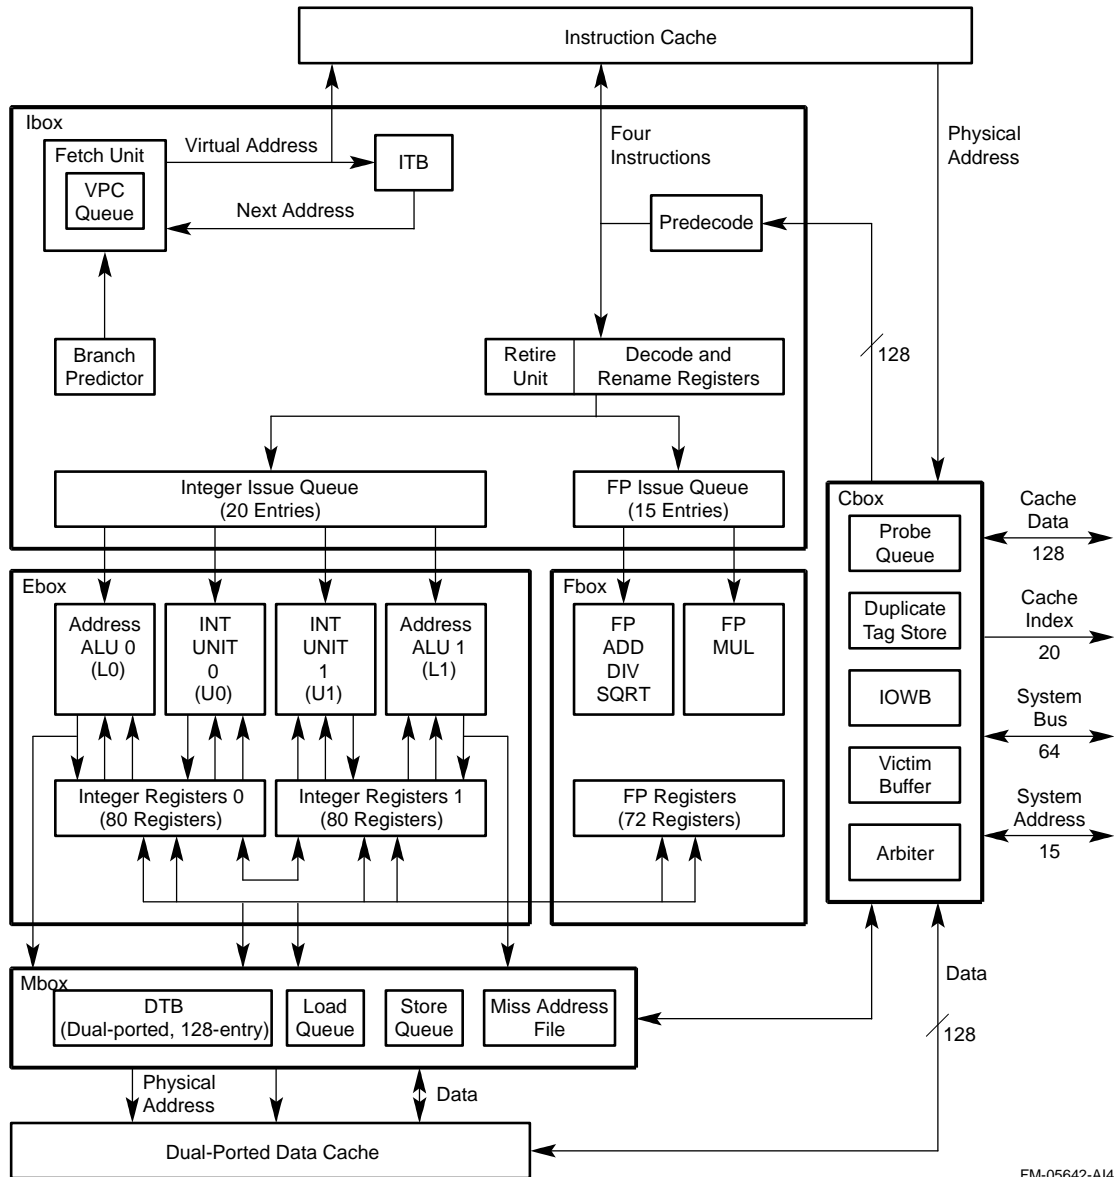 Instruction Cache
Ibox
Fetch Unit
VPC
Queue
Virtual Address
ITB
Next Address
Four
Instructions
Predecode
Physical
Address
Branch
Predictor
Retire
Unit
Decode and
Rename Registers
128
Integer Issue Queue
(20 Entries)
FP Issue Queue
(15 Entries)
Cbox
Probe
Queue
Duplicate
Tag Store
IOWB
Victim
Buffer
Arbiter
Cache
Data
128
Cache
Index
20
System
Bus
64
System
Address
15
Ebox
Address
ALU 0
(L0)
INT
UNIT
0
(U0)
INT
UNIT
1
(U1)
Address
ALU 1
(L1)
Fbox
FP
ADD
DIV
SQRT
FP
MUL
Integer Registers 0
(80 Registers)
Integer Registers 1
(80 Registers)
FP Registers
(72 Registers)
Mbox
DTB
(Dual-ported, 128-entry)
Load
Queue
Store
Queue
Miss Address
File
Data
128
Physical
Address
Data
Dual-Ported Data Cache
FM-05642-AI4